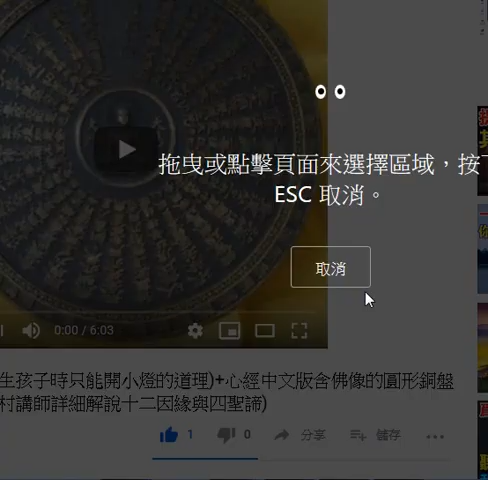 拖曳或點擊頁面來選擇區域，按下
ESC 取消。
取消
0:00 / 6:03
生孩子時只能開小燈的道理)+心經中文版含佛像的圓形銅盤
村講師詳細解說十二因緣與四聖諦)
1 0 分享 儲存